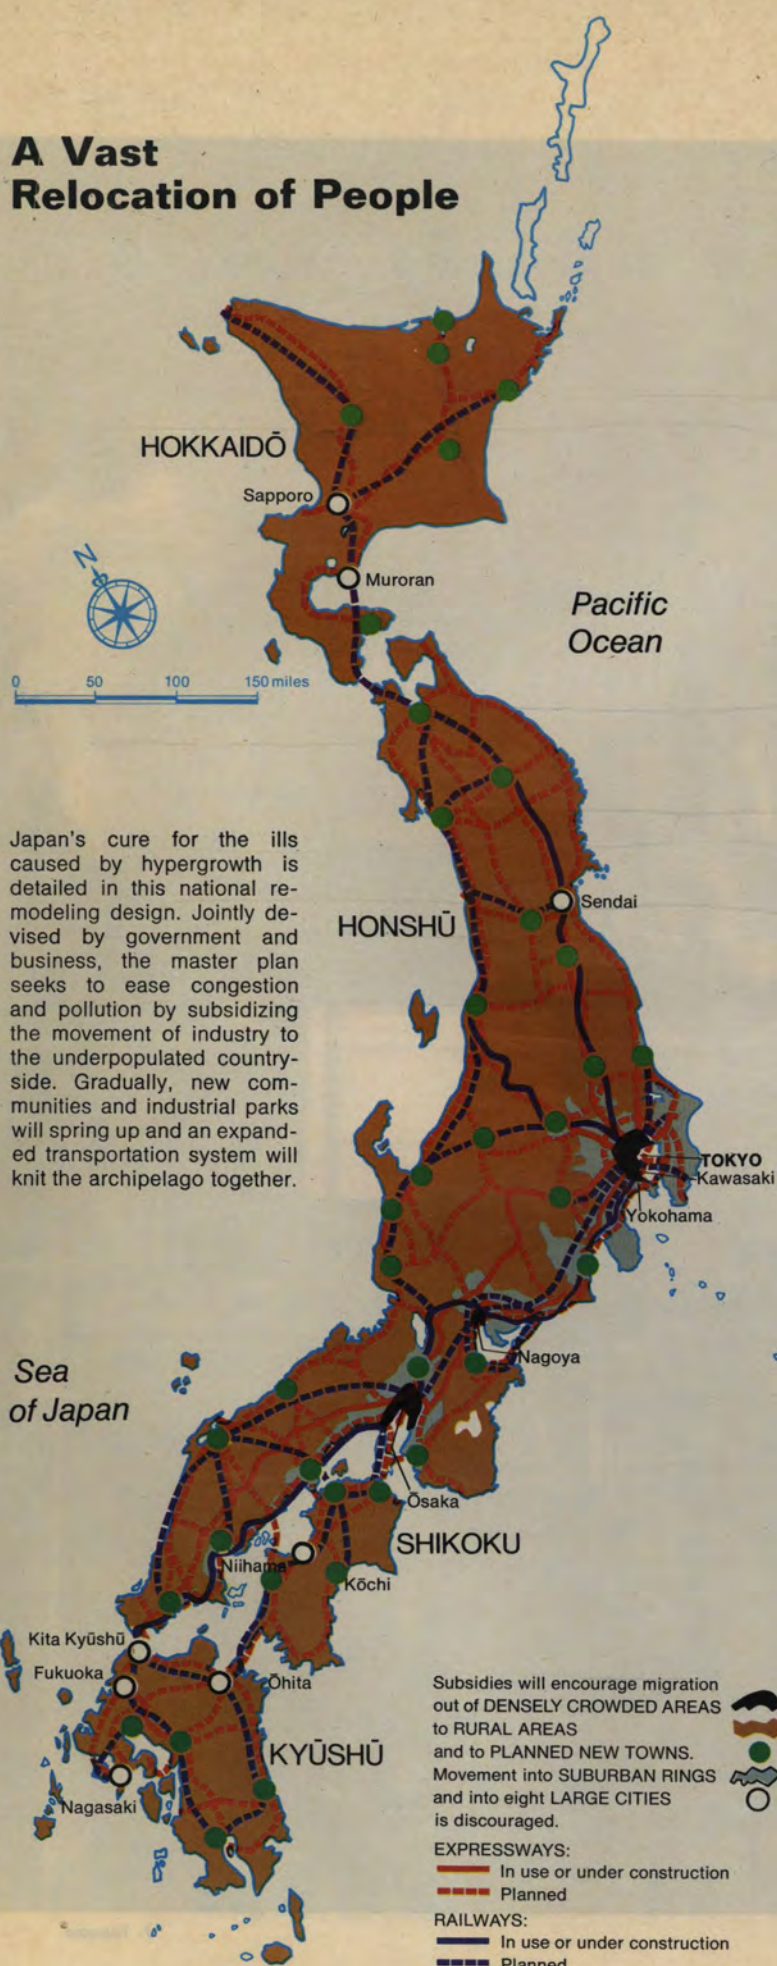 A Vast
Relocation of People
HOKKAIDŌ
Sapporo
N
Muroran
Pacific
Ocean
0 50 100 150 miles
Japan's cure for the ills
caused by hypergrowth is
detailed in this national re-
modeling design. Jointly de-
vised by government and
business, the master plan
seeks to ease congestion
and pollution by subsidizing
the movement of industry to
the underpopulated country-
side. Gradually, new com-
munities and industrial parks
will spring up and an expand-
ed transportation system will
knit the archipelago together.
HONSHŪ
Sendai
TOKYO
Kawasaki
Yokohama
Nagoya
Sea
of Japan
Ōsaka
SHIKOKU
Niihama
Kōchi
Kita Kyūshū
Fukuoka
Ōhita
KYŪSHŪ
Nagasaki
Subsidies will encourage migration
out of DENSELY CROWDED AREAS
to RURAL AREAS
and to PLANNED NEW TOWNS.
Movement into SUBURBAN RINGS
and into eight LARGE CITIES
is discouraged.
EXPRESSWAYS:
In use or under construction
Planned
RAILWAYS:
In use or under construction
Planned